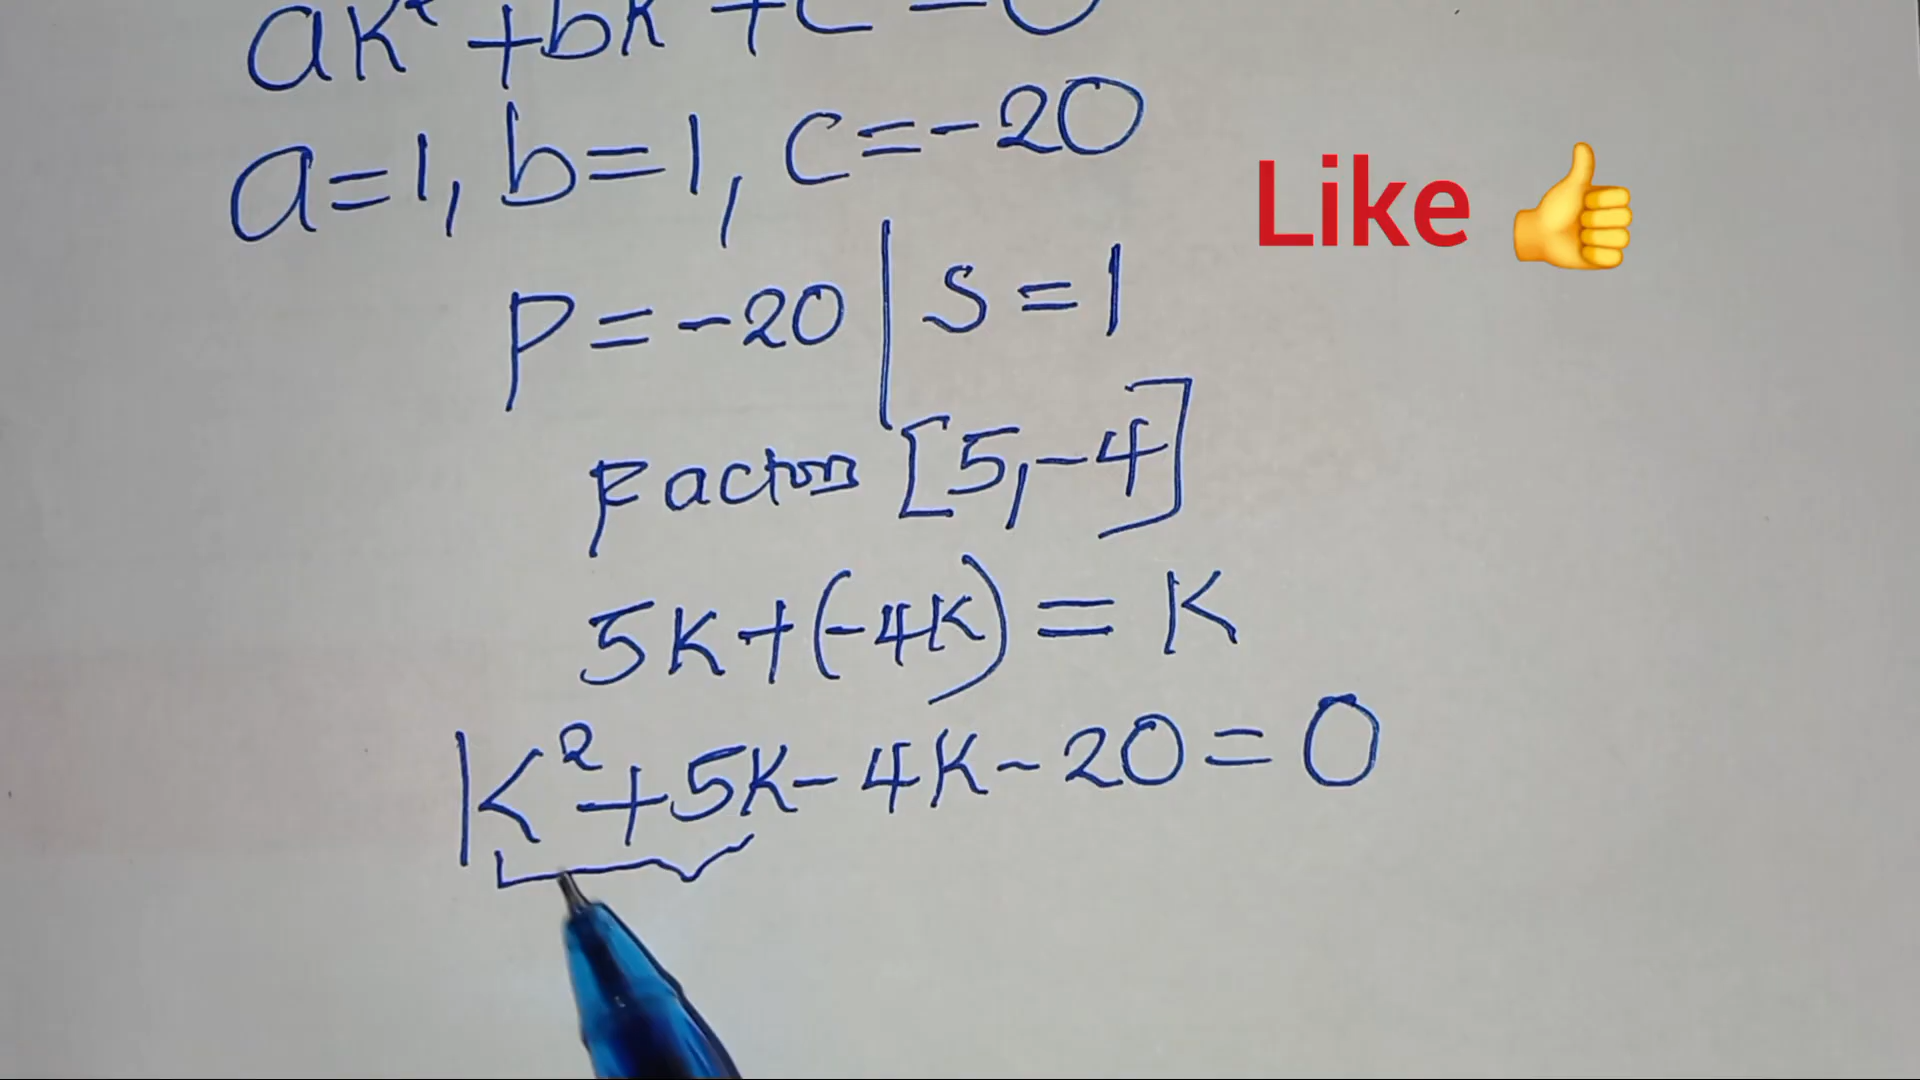 ak² + bk + c = 0
a=1, b=1, c=-20
Like 👍
P = -20 | S = 1
Factors [5,-4]
5k+(-4k) = k
k²+5k-4k-20=0